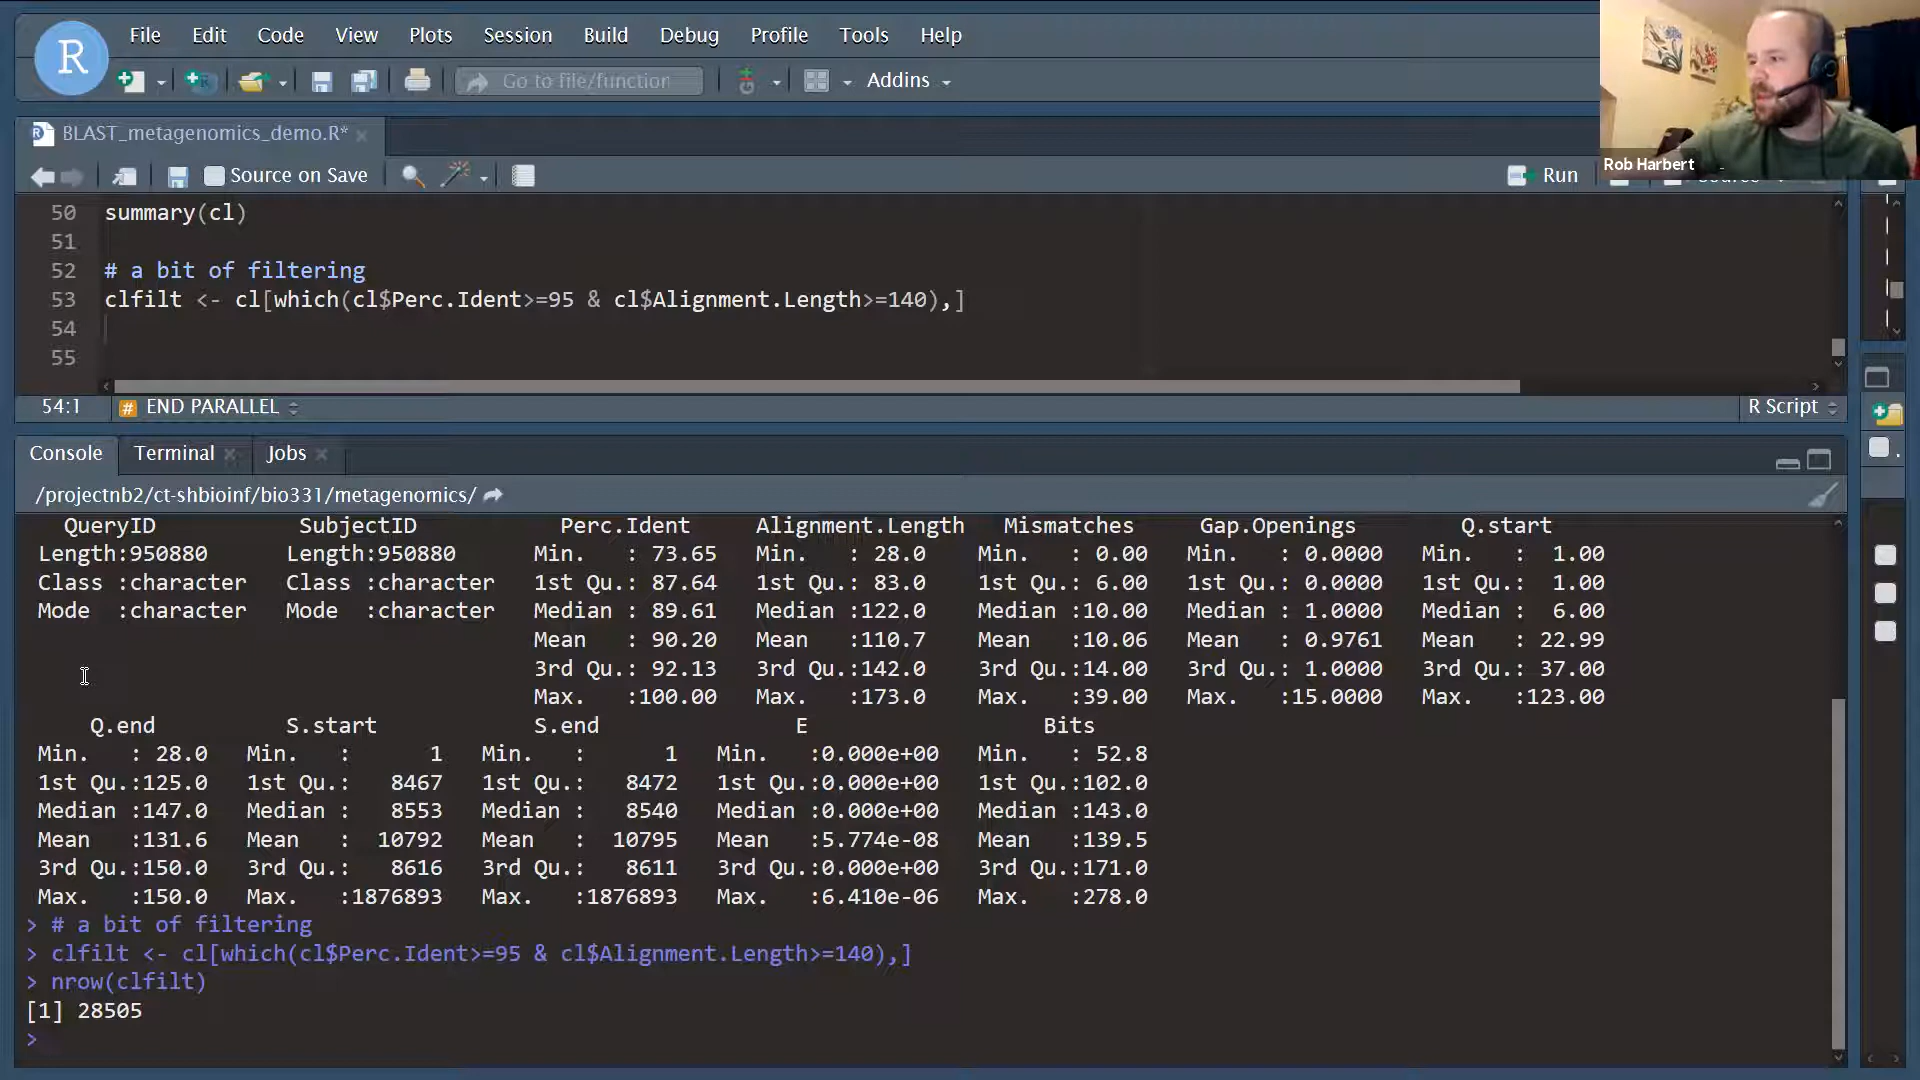 R File Edit Code View Plots Session Build Debug Profile Tools Help
Go to file/function Addins
BLAST_metagenomics_demo.R*
Rob Harbert
Source on Save Run
50 summary(cl)
51
52 # a bit of filtering
53 clfilt <- cl[which(cl$Perc.Ident>=95 & cl$Alignment.Length>=140),]
54
55
54:1 # END PARALLEL R Script
Console Terminal Jobs
/projectnb2/ct-shbioinf/bio331/metagenomics/
QueryID SubjectID Perc.Ident Alignment.Length Mismatches Gap.Openings Q.start
Length:950880 Length:950880 Min. : 73.65 Min. : 28.0 Min. : 0.00 Min. : 0.0000 Min. : 1.00
Class :character Class :character 1st Qu.: 87.64 1st Qu.: 83.0 1st Qu.: 6.00 1st Qu.: 0.0000 1st Qu.: 1.00
Mode :character Mode :character Median : 89.61 Median :122.0 Median :10.00 Median : 1.0000 Median : 6.00
Mean : 90.20 Mean :110.7 Mean :10.06 Mean : 0.9761 Mean : 22.99
3rd Qu.: 92.13 3rd Qu.:142.0 3rd Qu.:14.00 3rd Qu.: 1.0000 3rd Qu.: 37.00
Max. :100.00 Max. :173.0 Max. :39.00 Max. :15.0000 Max. :123.00
Q.end S.start S.end E Bits
Min. : 28.0 Min. : 1 Min. : 1 Min. :0.000e+00 Min. : 52.8
1st Qu.:125.0 1st Qu.: 8467 1st Qu.: 8472 1st Qu.:0.000e+00 1st Qu.:102.0
Median :147.0 Median : 8553 Median : 8540 Median :0.000e+00 Median :143.0
Mean :131.6 Mean : 10792 Mean : 10795 Mean :5.774e-08 Mean :139.5
3rd Qu.:150.0 3rd Qu.: 8616 3rd Qu.: 8611 3rd Qu.:0.000e+00 3rd Qu.:171.0
Max. :150.0 Max. :1876893 Max. :1876893 Max. :6.410e-06 Max. :278.0
> # a bit of filtering
> clfilt <- cl[which(cl$Perc.Ident>=95 & cl$Alignment.Length>=140),]
> nrow(clfilt)
[1] 28505
>